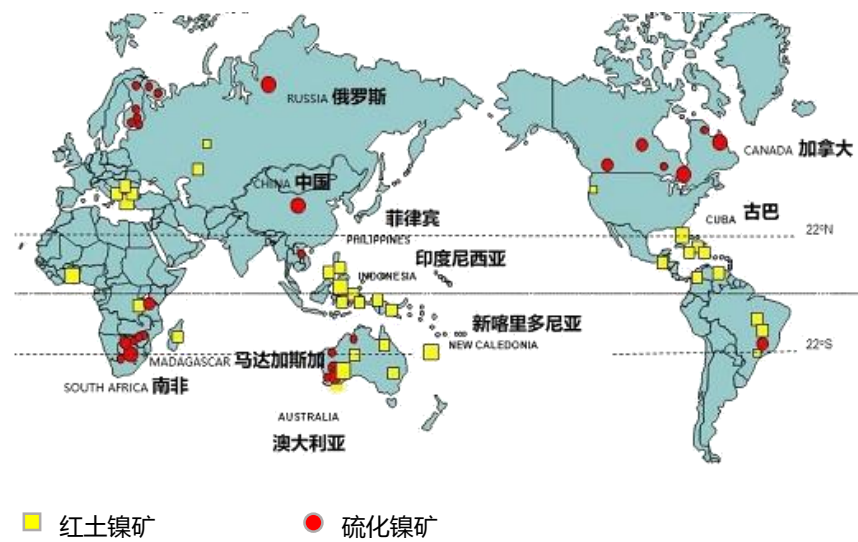 RUSSIA 俄罗斯
CANADA 加拿大
CHINA 中国
菲律宾
PHILIPPINES
古巴
CUBA
22°N
印度尼西亚
INDONESIA
新喀里多尼亚
NEW CALEDONIA
22°S
MADAGASCAR 马达加斯加
SOUTH AFRICA 南非
AUSTRALIA
澳大利亚
红土镍矿
硫化镍矿